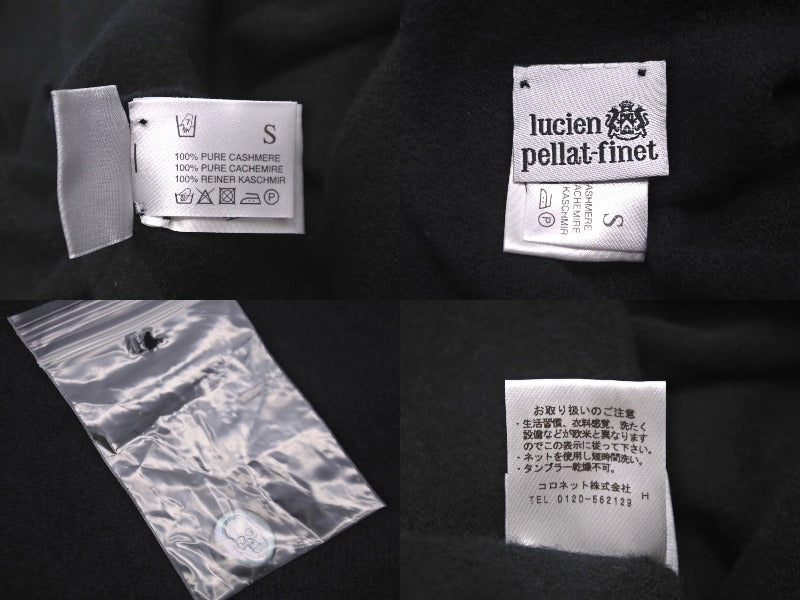 7
S
100% PURE CASHMERE
100% PURE CACHEMIRE
100% REINER KASCHMIR
P
lucien
pellat-finet
S
CASHMERE
CACHEMIRE
KASCHMIR
P
お取り扱いのご注意
・生活習慣、衣料感覚、洗たく
設備などが欧米と異なります
のでこの表示に従って下さい。
・ネットを使用し短時間洗い。
・タンブラー乾燥不可。
コロネット株式会社 H
TEL 0120-562129